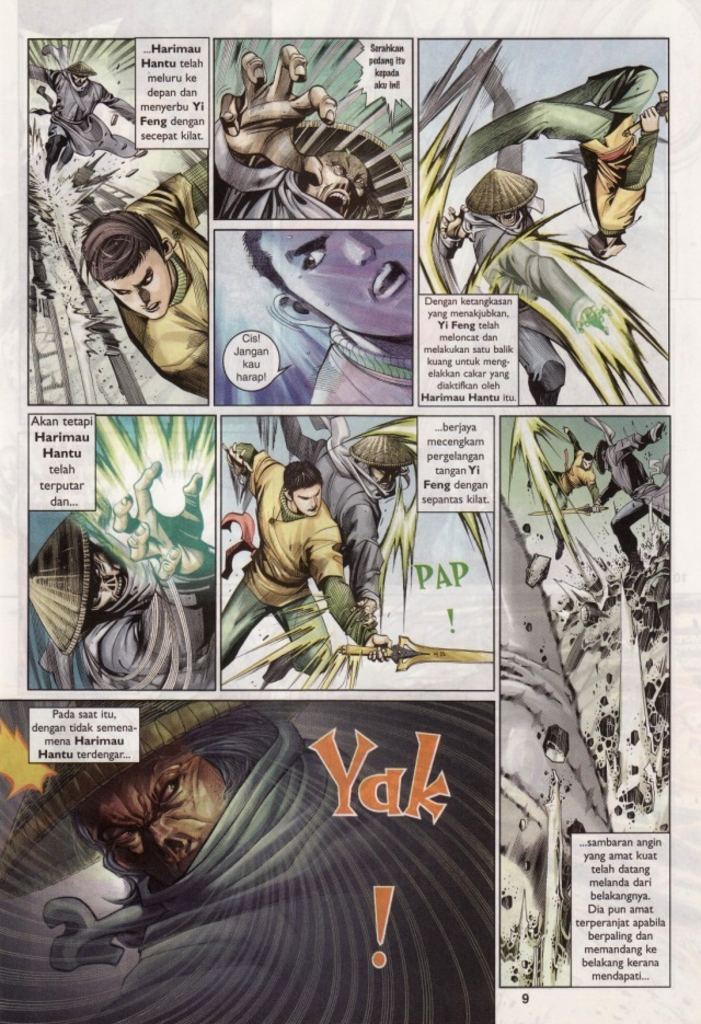 ...Harimau
Hantu telah
meluru ke
depan dan
menyerbu Yi
Feng dengan
secepat kilat.
Serahkan
pedang itu
kepada
aku ini!
Cis!
Jangan
kau
harap!
Dengan ketangkasan
yang menakjubkan,
Yi Feng telah
meloncat dan
melakukan satu balik
kuang untuk meng-
elakkan cakar yang
diaktifkan oleh
Harimau Hantu itu.
Akan tetapi
Harimau
Hantu
telah
terputar
dan...
...berjaya
mecengkam
pergelangan
tangan Yi
Feng dengan
sepantas kilat.
PAP
!
...sambaran angin
yang amat kuat
telah datang
melanda dari
belakangnya.
Dia pun amat
terperanjat apabila
berpaling dan
memandang ke
belakang kerana
mendapati...
Pada saat itu,
dengan tidak semena-
mena Harimau
Hantu terdengar...
Yak
!
9